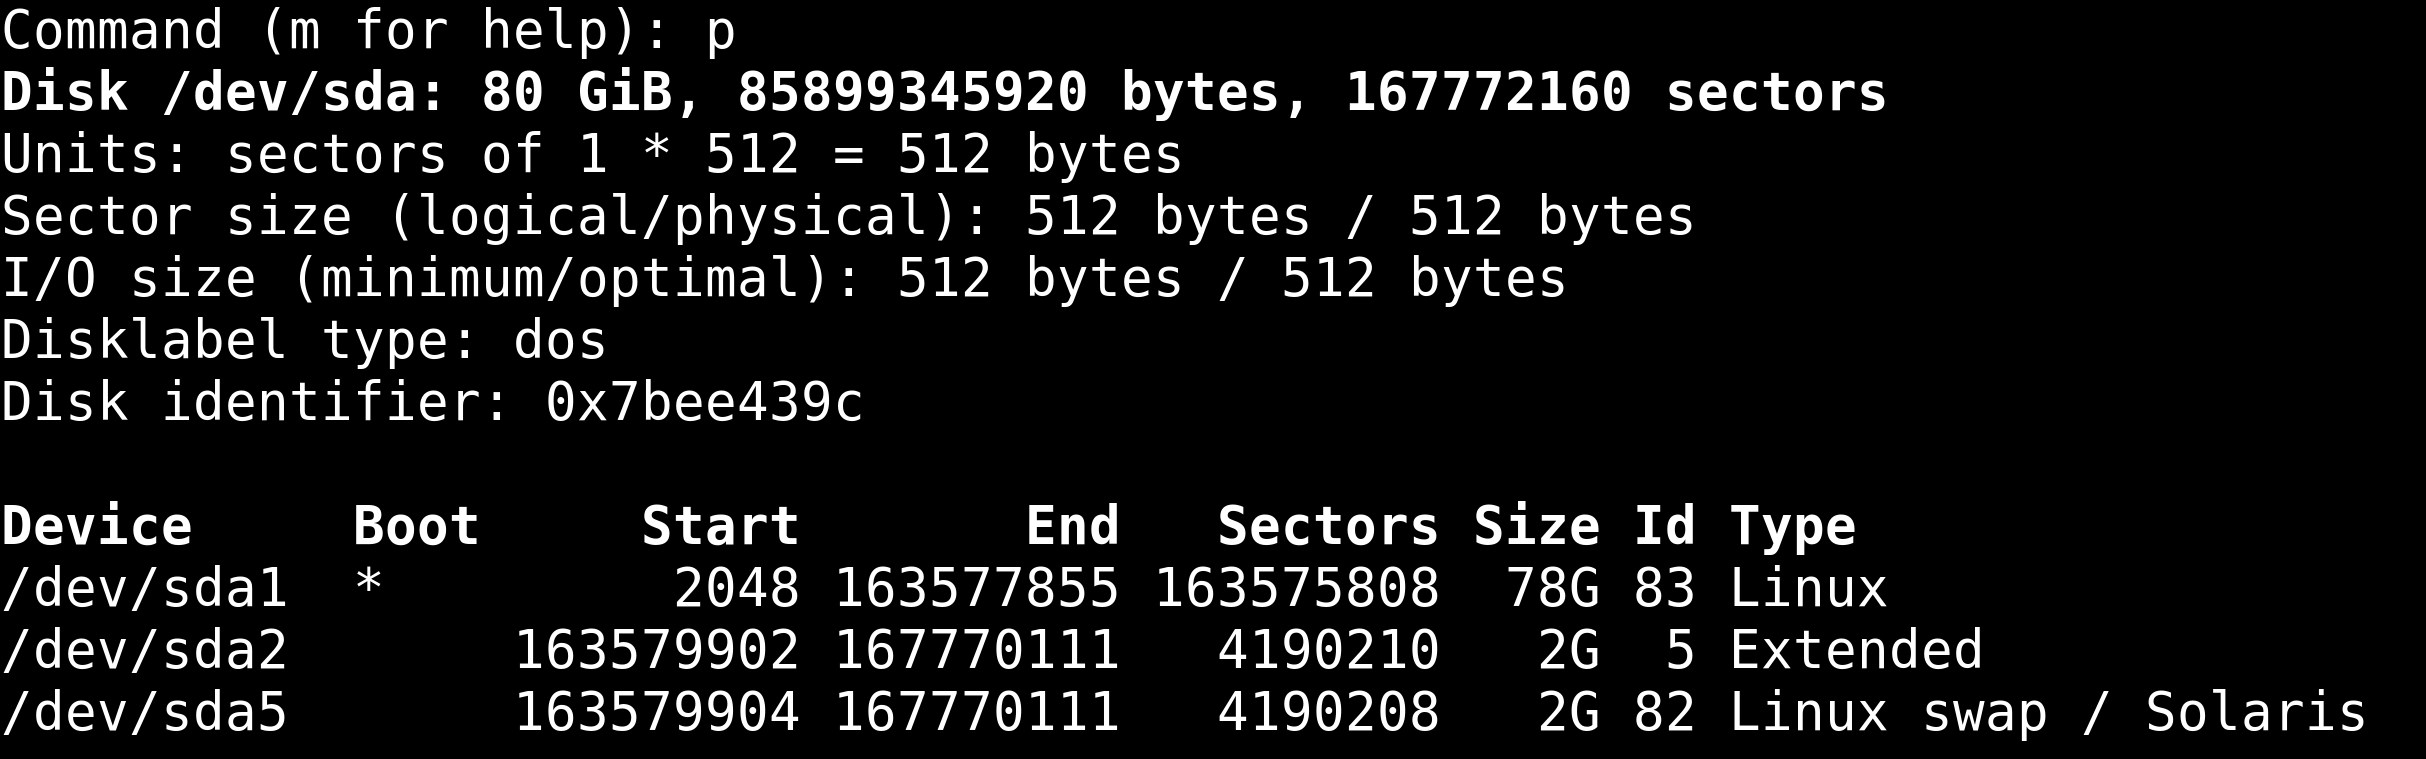 Command (m for help): p
Disk /dev/sda: 80 GiB, 85899345920 bytes, 167772160 sectors
Units: sectors of 1 * 512 = 512 bytes
Sector size (logical/physical): 512 bytes / 512 bytes
I/O size (minimum/optimal): 512 bytes / 512 bytes
Disklabel type: dos
Disk identifier: 0x7bee439c

Device     Boot     Start       End   Sectors Size Id Type
/dev/sda1  *         2048 163577855 163575808  78G 83 Linux
/dev/sda2       163579902 167770111   4190210   2G  5 Extended
/dev/sda5       163579904 167770111   4190208   2G 82 Linux swap / Solaris